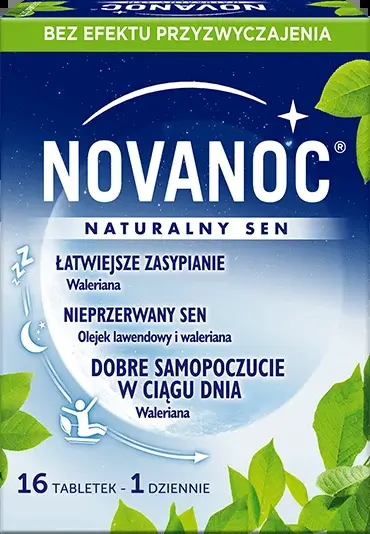 BEZ EFEKTU PRZYZWYCZAJENIA
NOVANOC®
NATURALNY SEN
ŁATWIEJSZE ZASYPIANIE
Waleriana
NIEPRZERWANY SEN
Olejek lawendowy i waleriana
DOBRE SAMOPOCZUCIE
W CIĄGU DNIA
Waleriana
16 TABLETEK - 1 DZIENNIE